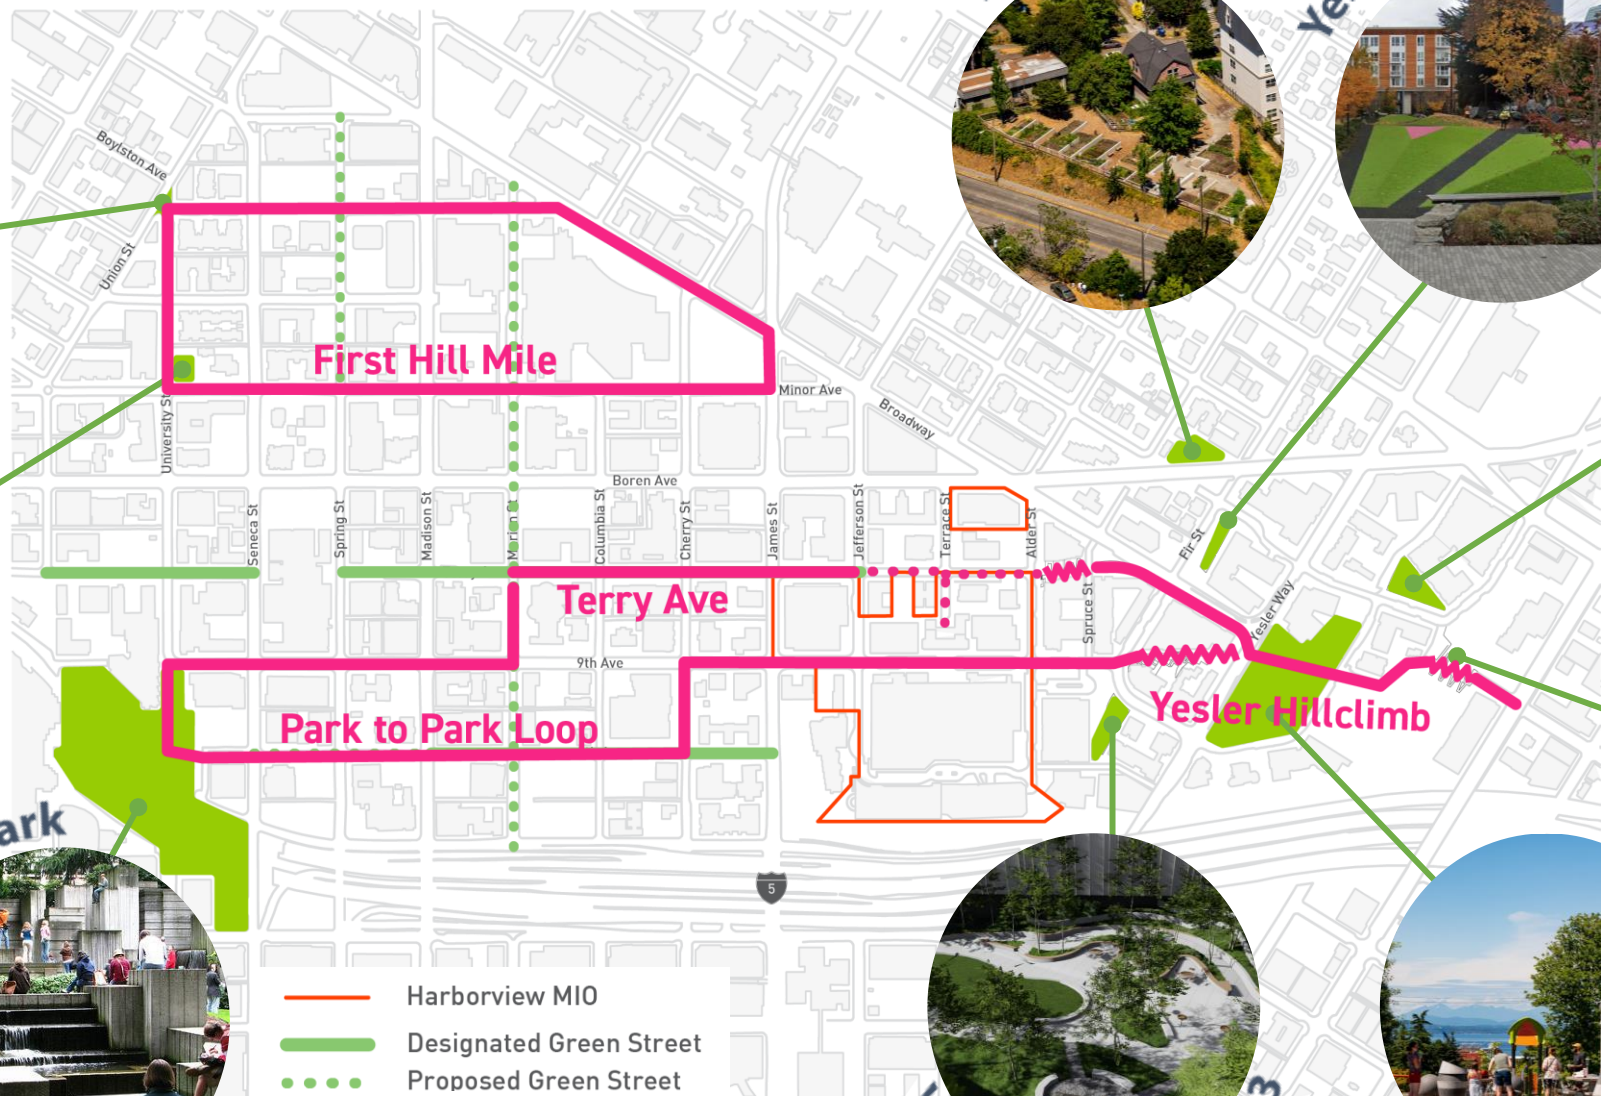 Ye
Boylston Ave
Union St
First Hill Mile
Minor Ave
University St
Broadway
Boren Ave
Seneca St
Spring St
Madison St
Marion St
Columbia St
Cherry St
James St
Jefferson St
Terrace St
Alder St
Fir St
Terry Ave
Spruce St
Yesler Way
9th Ave
Park to Park Loop
Yesler Hillclimb
ark
5
Harborview MIO
Designated Green Street
Proposed Green Street
3